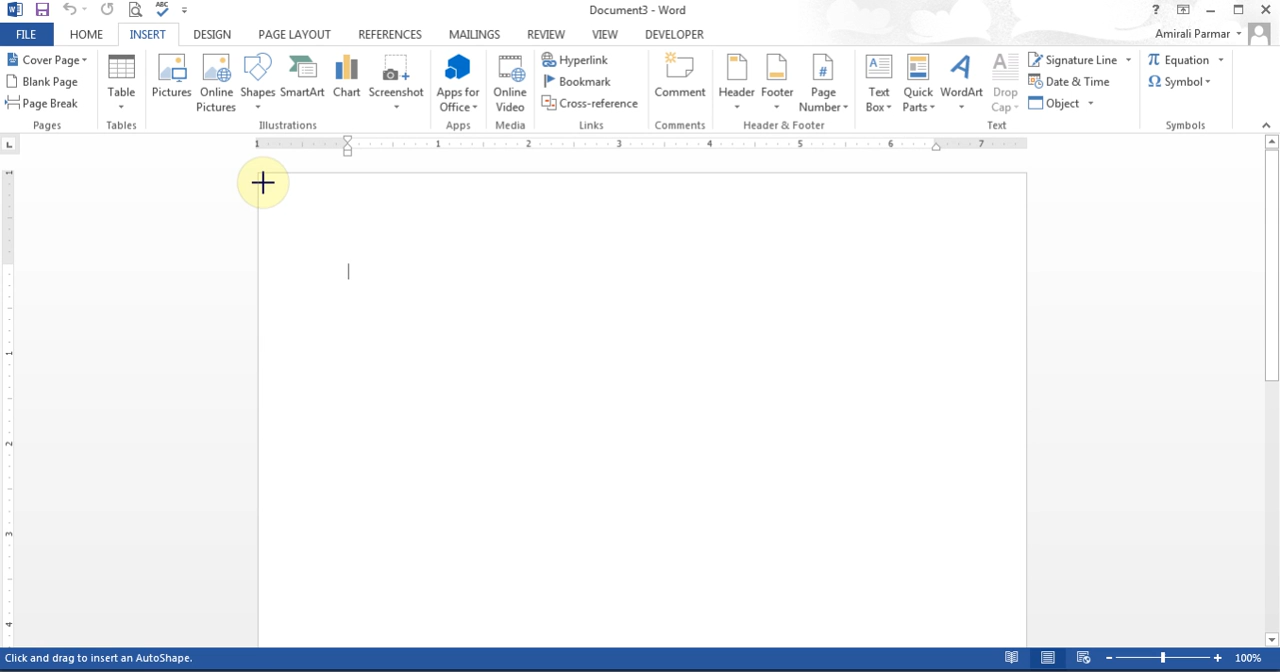 Document3 - Word
?
FILE HOME INSERT DESIGN PAGE LAYOUT REFERENCES MAILINGS REVIEW VIEW DEVELOPER Amirali Parmar
Cover Page
Blank Page
Page Break
Pages
Table
Tables
Pictures
Online Pictures
Shapes
SmartArt
Chart
Screenshot
Illustrations
Apps for Office
Apps
Online Video
Media
Hyperlink
Bookmark
Cross-reference
Links
Comment
Comments
Header
Footer
Page Number
Header & Footer
Text Box
Quick Parts
WordArt
Drop Cap
Signature Line
Date & Time
Object
Text
π Equation
Ω Symbol
Symbols
1 1 2 3 4 5 6 7
1
1
2
3
4
Click and drag to insert an AutoShape.
100%